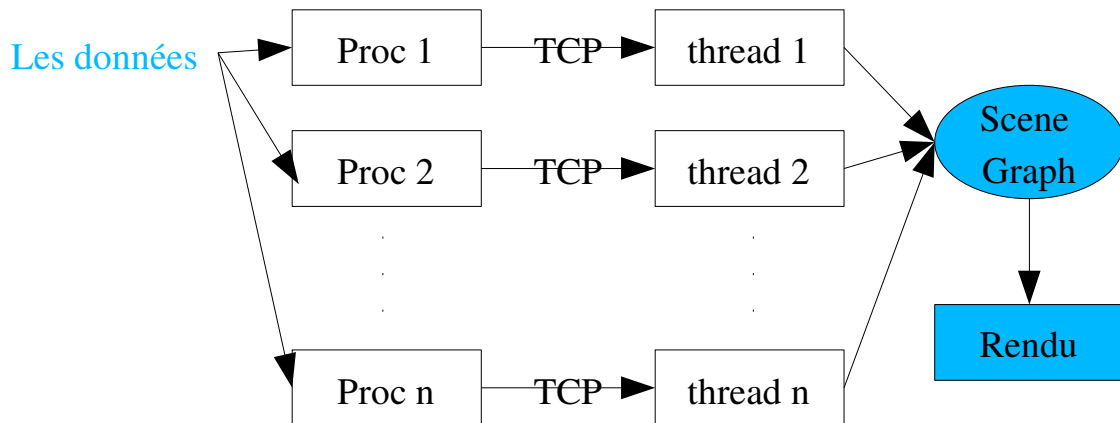 Les données
Proc 1
TCP
thread 1
Proc 2
TCP
thread 2
Scene
Graph
Proc n
TCP
thread n
Rendu